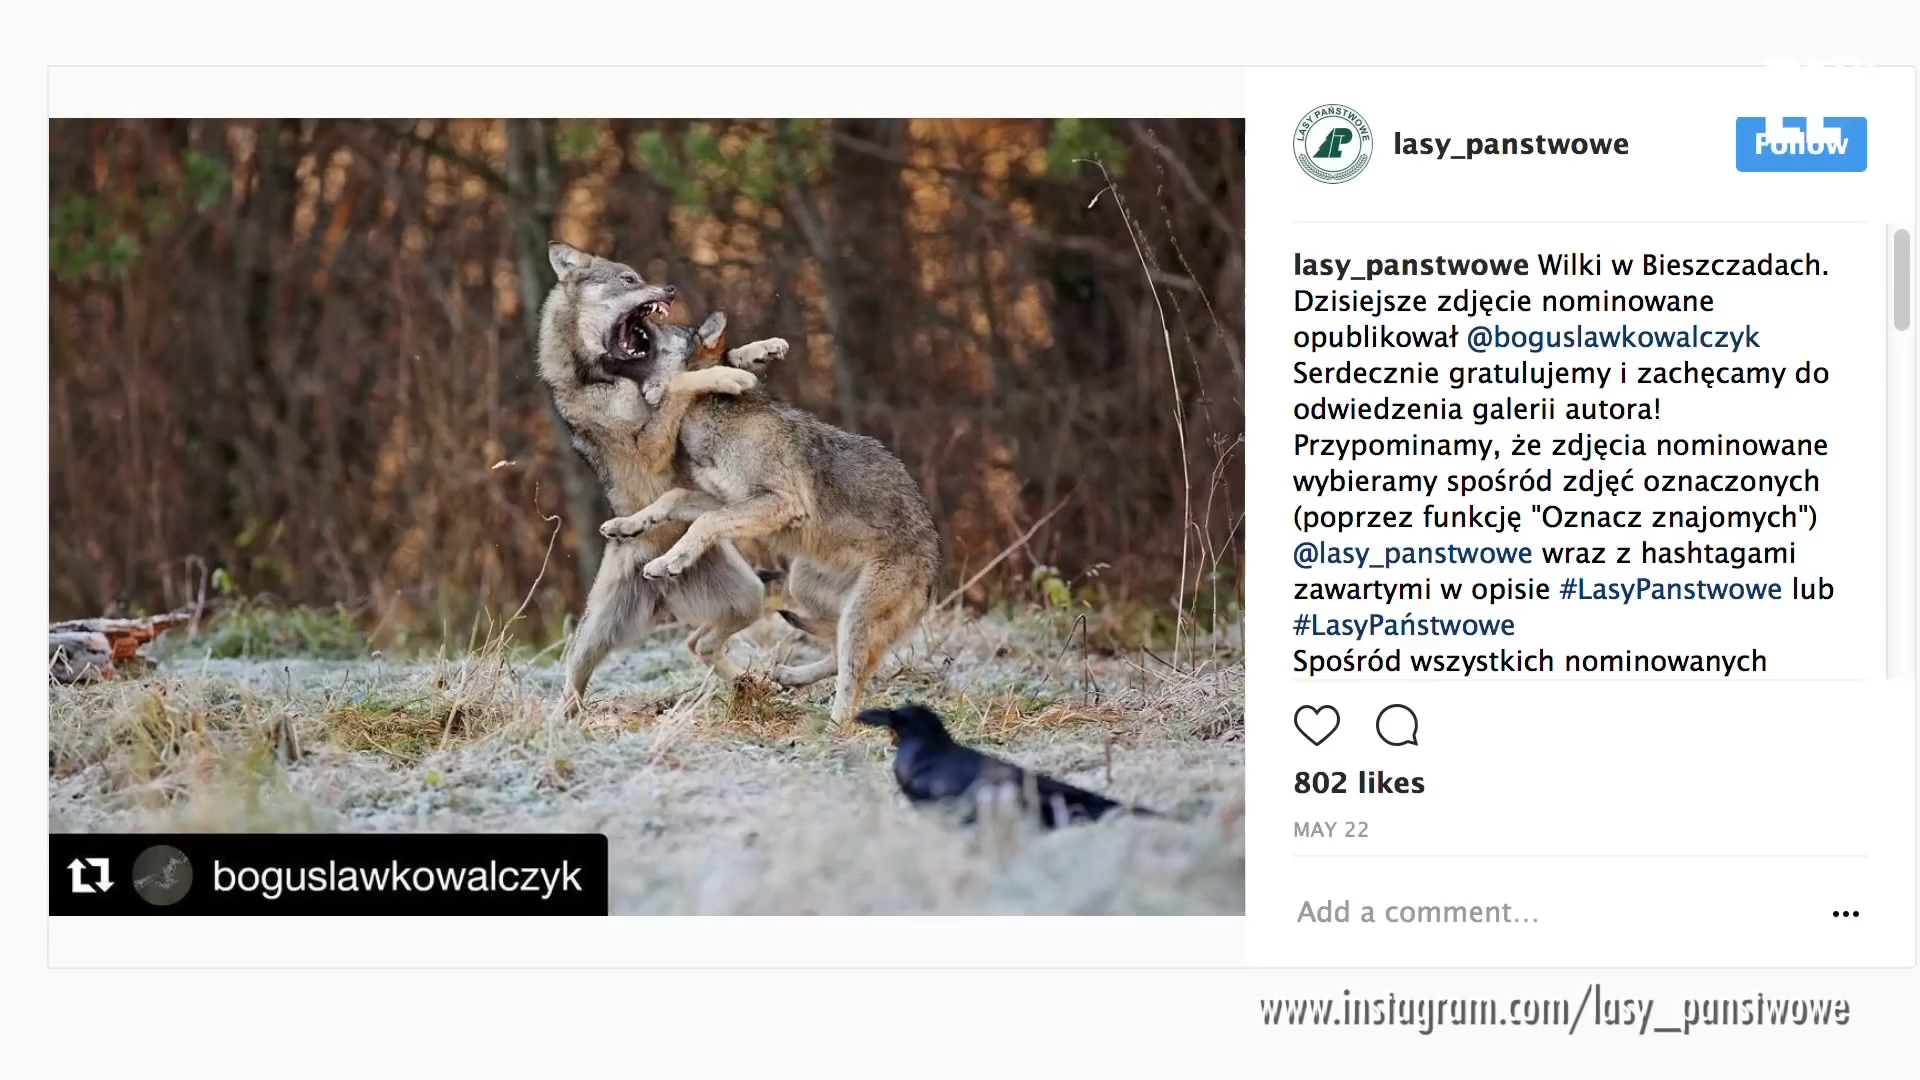 LASY PAŃSTWOWE
lasy_panstwowe
Follow
lasy_panstwowe Wilki w Bieszczadach.
Dzisiejsze zdjęcie nominowane
opublikował @boguslawkowalczyk
Serdecznie gratulujemy i zachęcamy do
odwiedzenia galerii autora!
Przypominamy, że zdjęcia nominowane
wybieramy spośród zdjęć oznaczonych
(poprzez funkcję "Oznacz znajomych")
@lasy_panstwowe wraz z hashtagami
zawartymi w opisie #LasyPanstwowe lub
#LasyPaństwowe
Spośród wszystkich nominowanych
802 likes
MAY 22
Add a comment...
boguslawkowalczyk
www.instagram.com/lasy_panstwowe